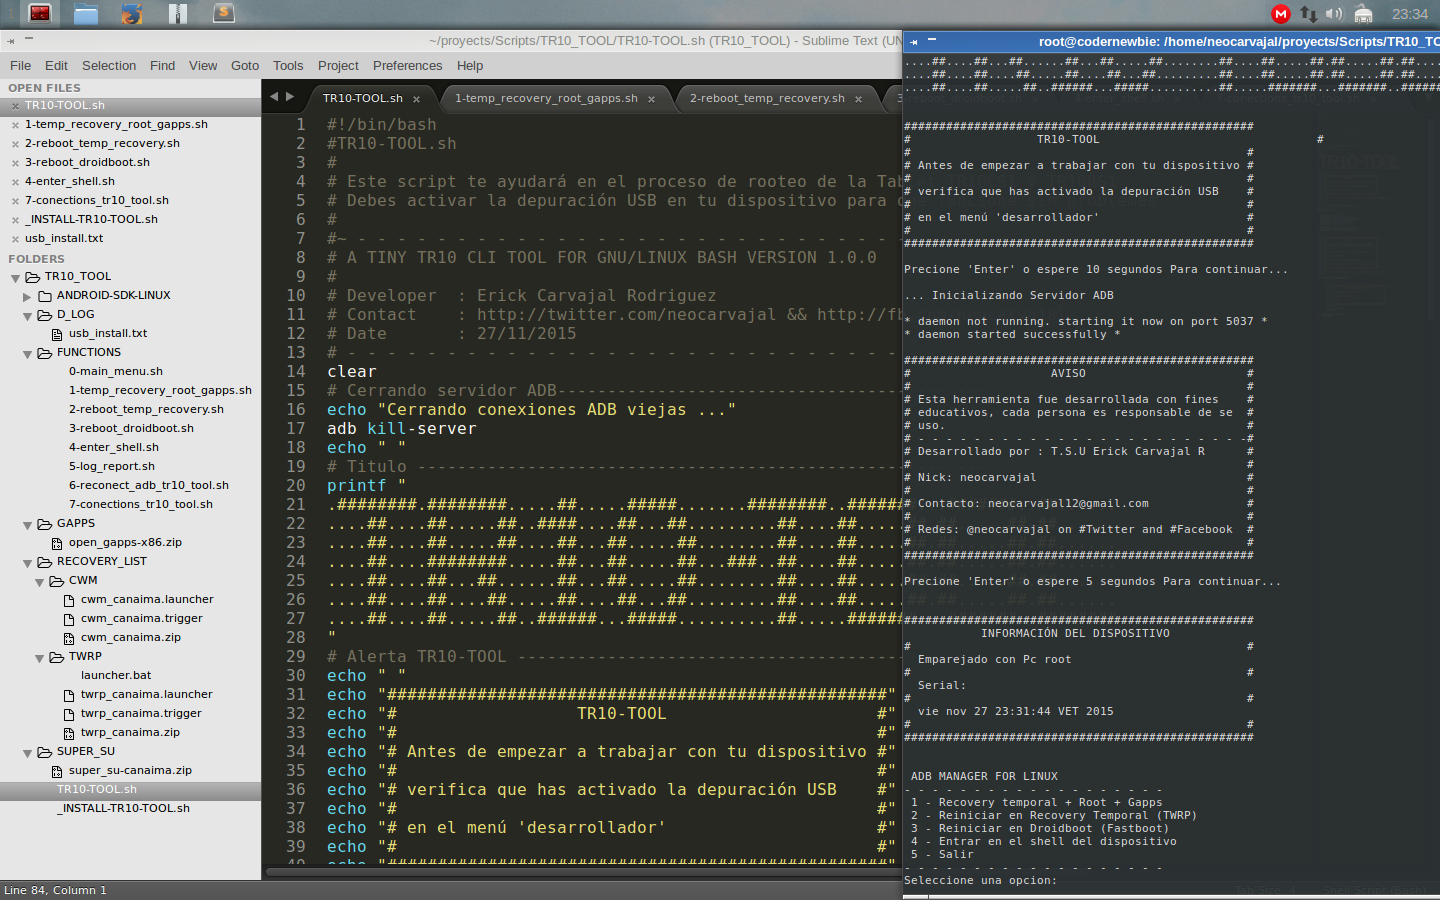 23:34
~/proyects/Scripts/TR10_TOOL/TR10-TOOL.sh (TR10_TOOL) - Sublime Text (UN
File Edit Selection Find View Goto Tools Project Preferences Help
OPEN FILES
TR10-TOOL.sh
1-temp_recovery_root_gapps.sh
2-reboot_temp_recovery.sh
3-reboot_droidboot.sh
4-enter_shell.sh
7-conections_tr10_tool.sh
_INSTALL-TR10-TOOL.sh
usb_install.txt
FOLDERS
TR10_TOOL
ANDROID-SDK-LINUX
D_LOG
usb_install.txt
FUNCTIONS
0-main_menu.sh
1-temp_recovery_root_gapps.sh
2-reboot_temp_recovery.sh
3-reboot_droidboot.sh
4-enter_shell.sh
5-log_report.sh
6-reconect_adb_tr10_tool.sh
7-conections_tr10_tool.sh
GAPPS
open_gapps-x86.zip
RECOVERY_LIST
CWM
cwm_canaima.launcher
cwm_canaima.trigger
cwm_canaima.zip
TWRP
launcher.bat
twrp_canaima.launcher
twrp_canaima.trigger
twrp_canaima.zip
SUPER_SU
super_su-canaima.zip
TR10-TOOL.sh
_INSTALL-TR10-TOOL.sh
TR10-TOOL.sh 1-temp_recovery_root_gapps.sh 2-reboot_temp_recovery.sh 3
1 #!/bin/bash
2 #TR10-TOOL.sh
3 #
4 # Este script te ayudará en el proceso de rooteo de la Tab
5 # Debes activar la depuración USB en tu dispositivo para c
6 #
7 #~ - - - - - - - - - - - - - - - - - - - - - - - - - - - -
8 # A TINY TR10 CLI TOOL FOR GNU/LINUX BASH VERSION 1.0.0
9 #
10 # Developer  : Erick Carvajal Rodriguez
11 # Contact    : http://twitter.com/neocarvajal && http://fb
12 # Date       : 27/11/2015
13 # - - - - - - - - - - - - - - - - - - - - - - - - - - - -
14 clear
15 # Cerrando servidor ADB-----------------------------------
16 echo "Cerrando conexiones ADB viejas ..."
17 adb kill-server
18 echo " "
19 # Titulo -------------------------------------------------
20 printf "
21 .########.########.....##.....#####.......########..######
22 ....##....##.....##..####....##...##.........##....##.....
23 ....##....##.....##....##...##.....##........##....##.....
24 ....##....########.....##...##.....##...###..##....##.....
25 ....##....##...##......##...##.....##........##....##.....
26 ....##....##....##.....##....##...##.........##....##.....
27 ....##....##.....##..######...#####..........##.....######
28 "
29 # Alerta TR10-TOOL ---------------------------------------
30 echo " "
31 echo "##################################################"
32 echo "#                  TR10-TOOL                     #"
33 echo "#                                                #"
34 echo "# Antes de empezar a trabajar con tu dispositivo #"
35 echo "#                                                #"
36 echo "# verifica que has activado la depuración USB    #"
37 echo "#                                                #"
38 echo "# en el menú 'desarrollador'                     #"
39 echo "#                                                #"
40 echo "##################################################"
Line 84, Column 1
root@codernewbie: /home/neocarvajal/proyects/Scripts/TR10_TO
....##....##...##......##...##.....##........##....##.....##.##.....##.##
....##....##....##.....##....##...##.........##....##.....##.##.....##.##
....##....##.....##..######...#####..........##.....#######...#######..######
##################################################
#                  TR10-TOOL                               #
#                                                #
# Antes de empezar a trabajar con tu dispositivo #
#                                                #
# verifica que has activado la depuración USB    #
#                                                #
# en el menú 'desarrollador'                     #
#                                                #
##################################################
Precione 'Enter' o espere 10 segundos Para continuar...
... Inicializando Servidor ADB
* daemon not running. starting it now on port 5037 *
* daemon started successfully *
##################################################
#                    AVISO                       #
#                                                #
# Esta herramienta fue desarrollada con fines    #
# educativos, cada persona es responsable de se  #
# uso.                                           #
# - - - - - - - - - - - - - - - - - - - - - - - -#
# Desarrollado por : T.S.U Erick Carvajal R      #
#                                                #
# Nick: neocarvajal                              #
#                                                #
# Contacto: neocarvajal12@gmail.com              #
#                                                #
# Redes: @neocarvajal on #Twitter and #Facebook  #
#                                                #
##################################################
Precione 'Enter' o espere 5 segundos Para continuar...
##################################################
INFORMACIÓN DEL DISPOSITIVO
#                                                #
Emparejado con Pc root
#                                                #
Serial:
#                                                #
vie nov 27 23:31:44 VET 2015
#                                                #
##################################################
ADB MANAGER FOR LINUX
- - - - - - - - - - - - - - - - - - -
1 - Recovery temporal + Root + Gapps
2 - Reiniciar en Recovery Temporal (TWRP)
3 - Reiniciar en Droidboot (Fastboot)
4 - Entrar en el shell del dispositivo
5 - Salir
- - - - - - - - - - - - - - - - - - -
Seleccione una opcion: